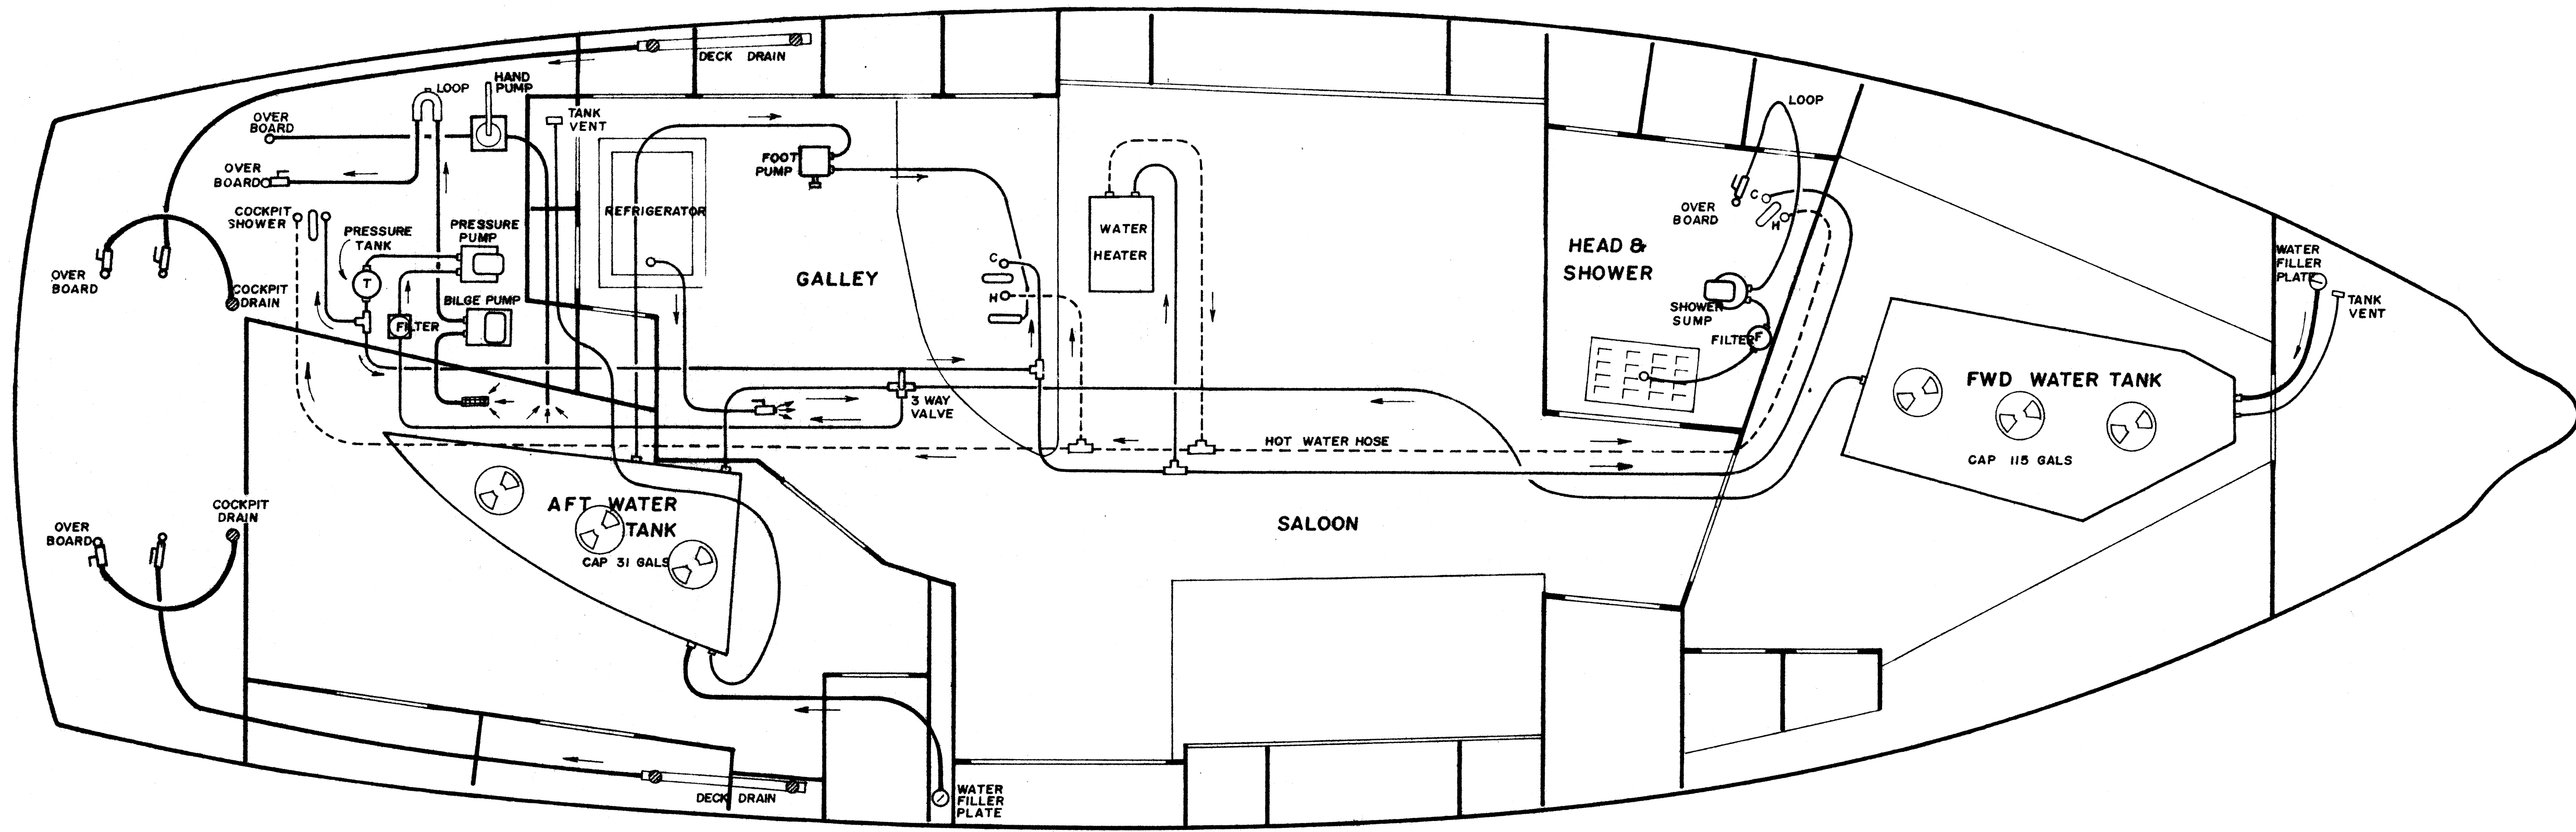 DECK DRAIN
LOOP
HAND
PUMP
OVER
BOARD
TANK
VENT
LOOP
FOOT
PUMP
OVER
BOARD
COCKPIT
SHOWER
PRESSURE
TANK
PRESSURE
PUMP
REFRIGERATOR
WATER
HEATER
OVER
BOARD
C
H
HEAD &
SHOWER
WATER
FILLER
PLATE
TANK
VENT
OVER
BOARD
COCKPIT
DRAIN
T
FILTER
BILGE PUMP
GALLEY
C
H
SHOWER
SUMP
FILTER
F
3 WAY
VALVE
HOT WATER HOSE
FWD WATER TANK
CAP 115 GALS
OVER
BOARD
COCKPIT
DRAIN
AFT WATER
TANK
CAP 31 GALS
SALOON
DECK DRAIN
WATER
FILLER
PLATE